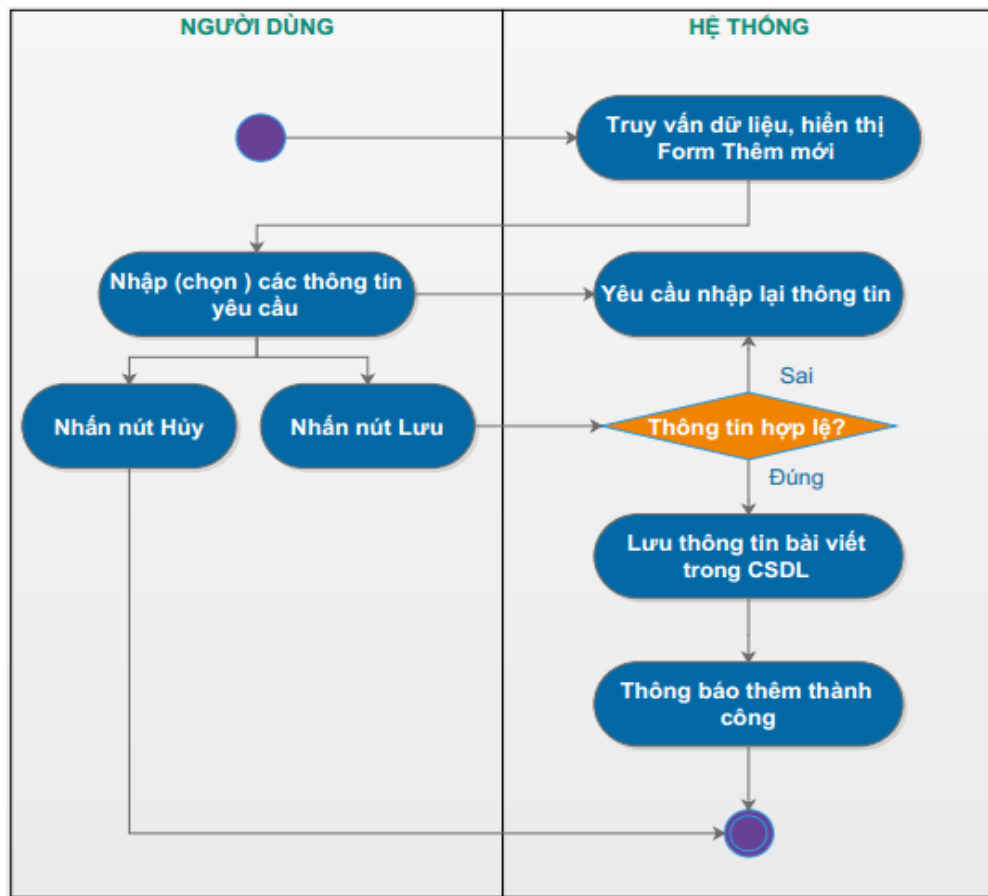 NGƯỜI DÙNG
HỆ THỐNG
Truy vấn dữ liệu, hiển thị
Form Thêm mới
Nhập (chọn ) các thông tin
yêu cầu
Yêu cầu nhập lại thông tin
Sai
Nhấn nút Hủy
Nhấn nút Lưu
Thông tin hợp lệ?
Đúng
Lưu thông tin bài viết
trong CSDL
Thông báo thêm thành
công